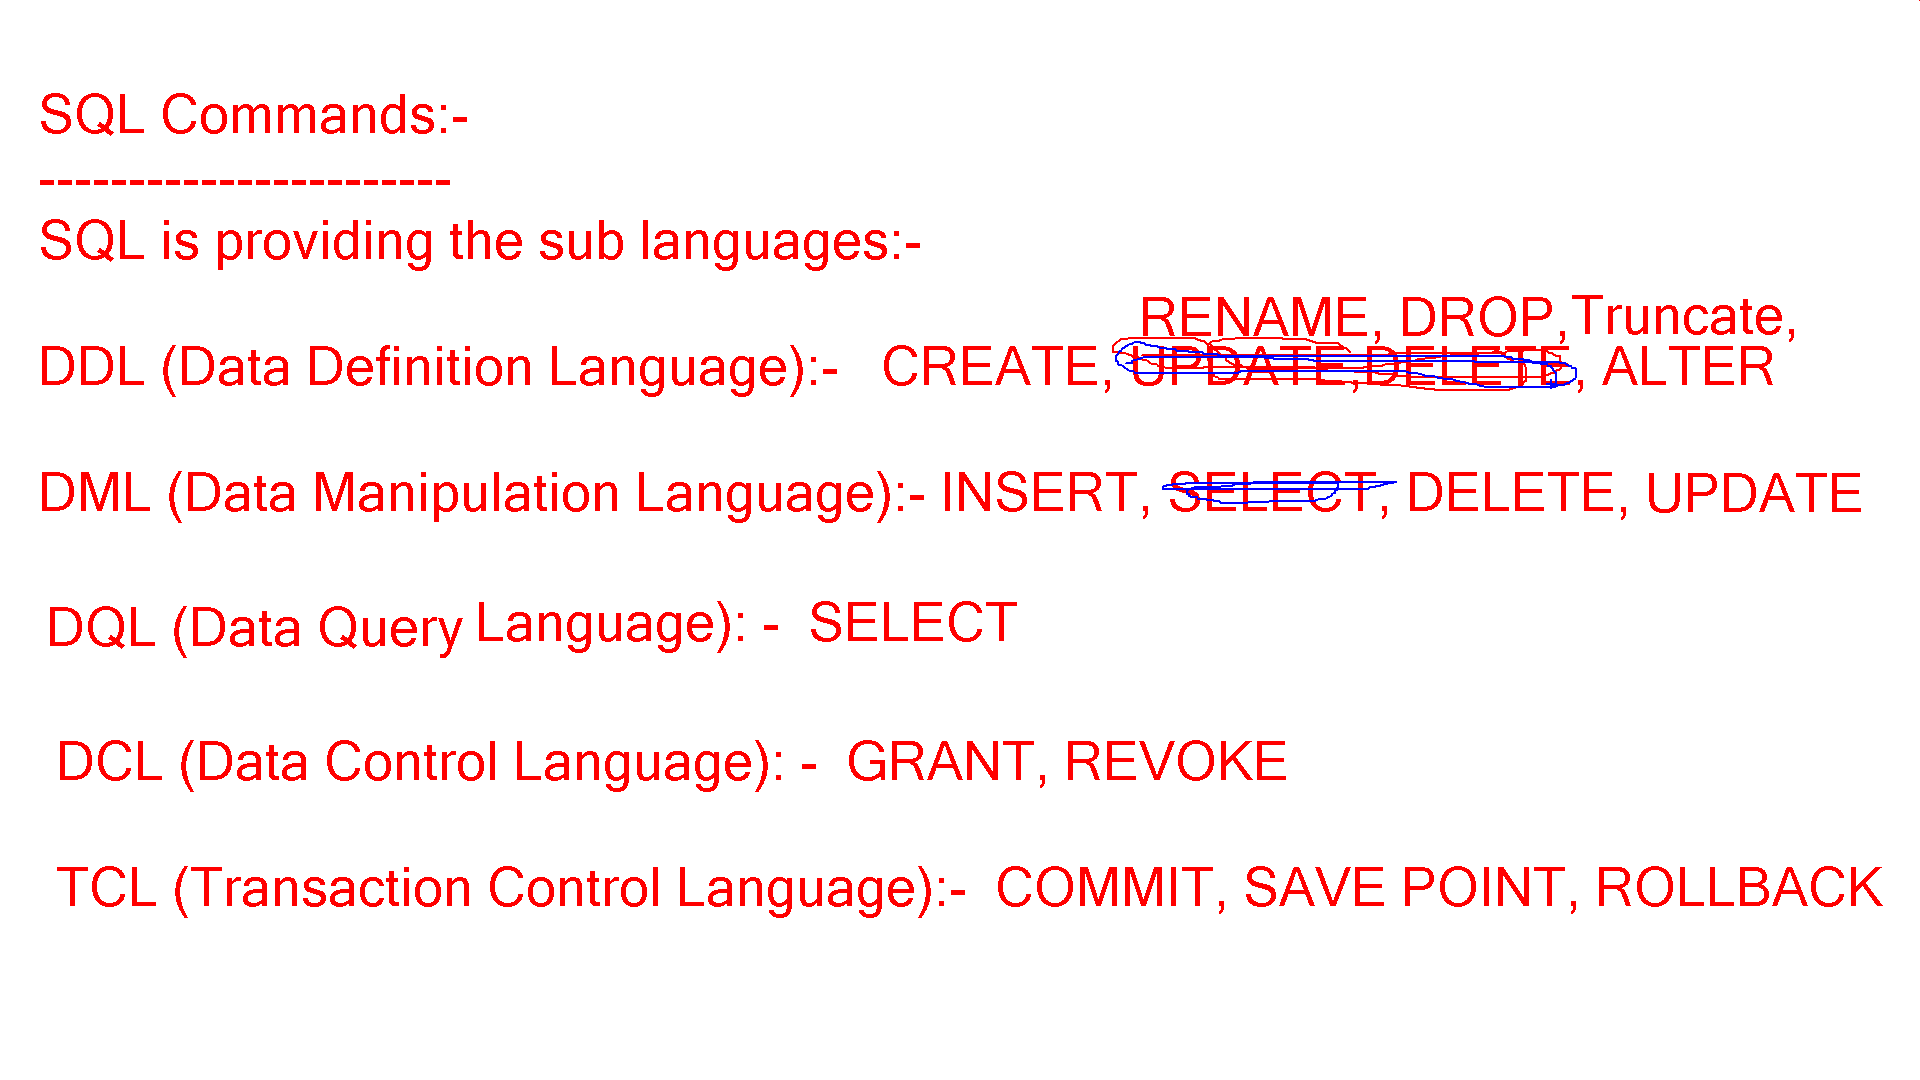 SQL Commands:-
-----------------------
SQL is providing the sub languages:-
RENAME, DROP,Truncate,
DDL (Data Definition Language):- CREATE, UPDATE,DELETE, ALTER
DML (Data Manipulation Language):- INSERT, SELECT, DELETE, UPDATE
DQL (Data Query Language): - SELECT
DCL (Data Control Language): - GRANT, REVOKE
TCL (Transaction Control Language):- COMMIT, SAVE POINT, ROLLBACK